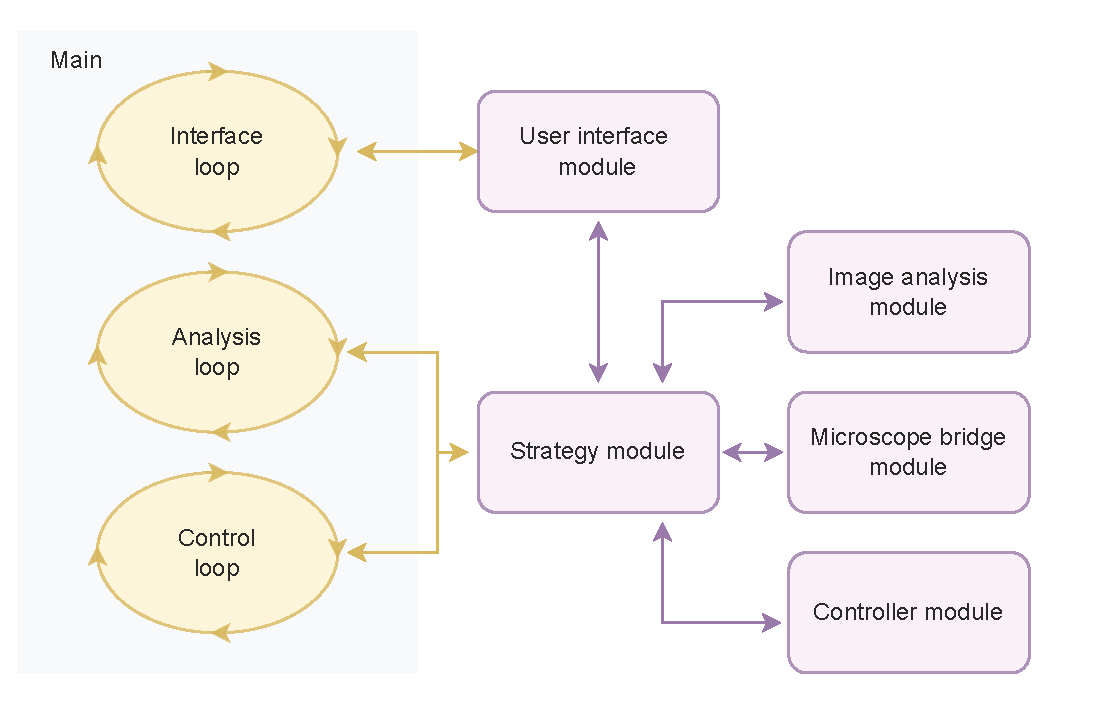 Main
Interface
loop
User interface
module
Image analysis
module
Analysis
loop
Strategy module
Microscope bridge
module
Control
loop
Controller module